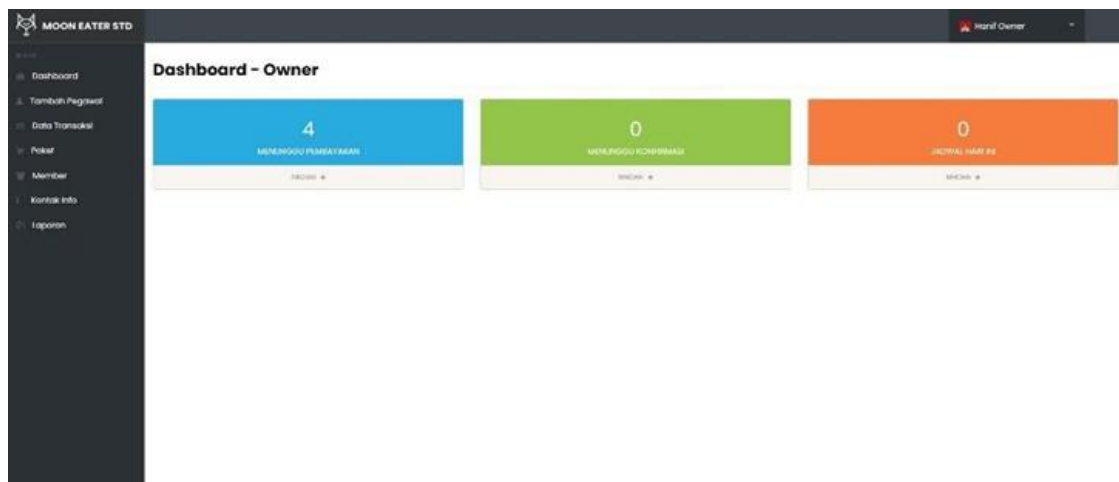 MOON EATER STD
Hanif Owner
Dashboard
Tambah Pegawai
Data Transaksi
Paket
Member
Kontak Info
Laporan
Dashboard - Owner
4
MENUNGGU PEMBAYARAN
0
MENUNGGU KONFIRMASI
0
JADWAL HARI INI